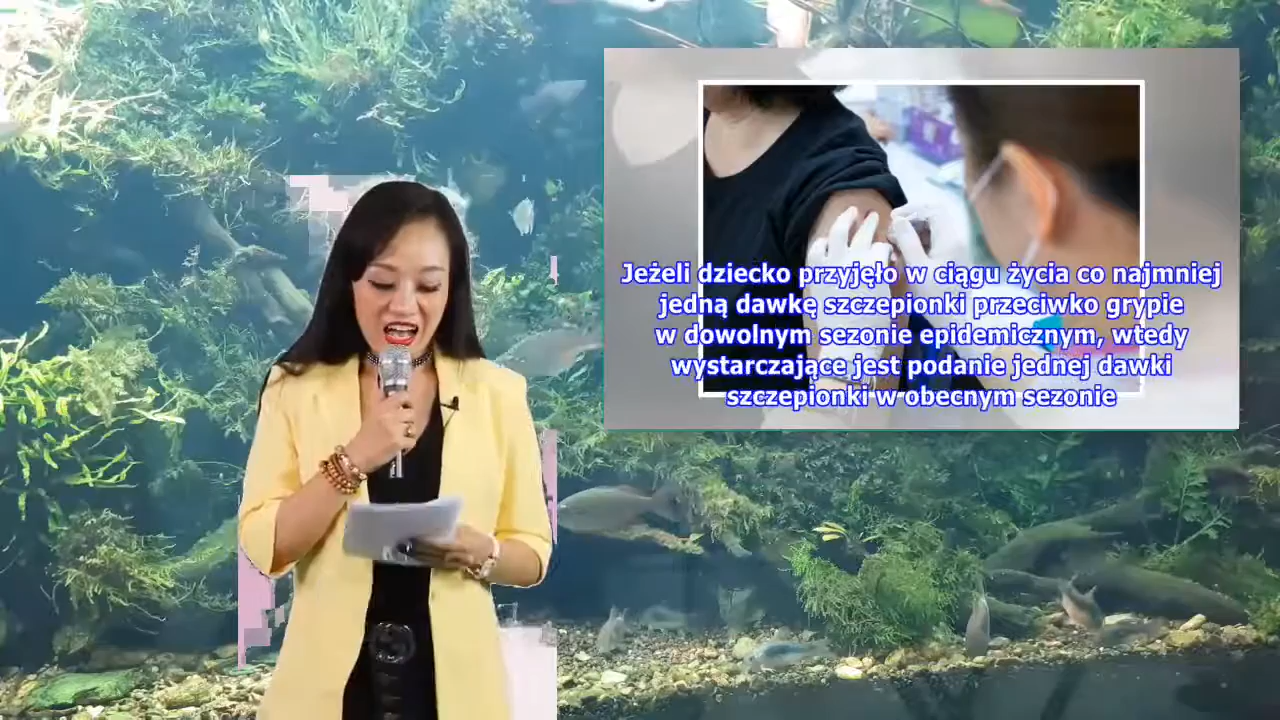 Jeżeli dziecko przyjęło w ciągu życia co najmniej
jedną dawkę szczepionki przeciwko grypie
w dowolnym sezonie epidemicznym, wtedy
wystarczające jest podanie jednej dawki
szczepionki w obecnym sezonie